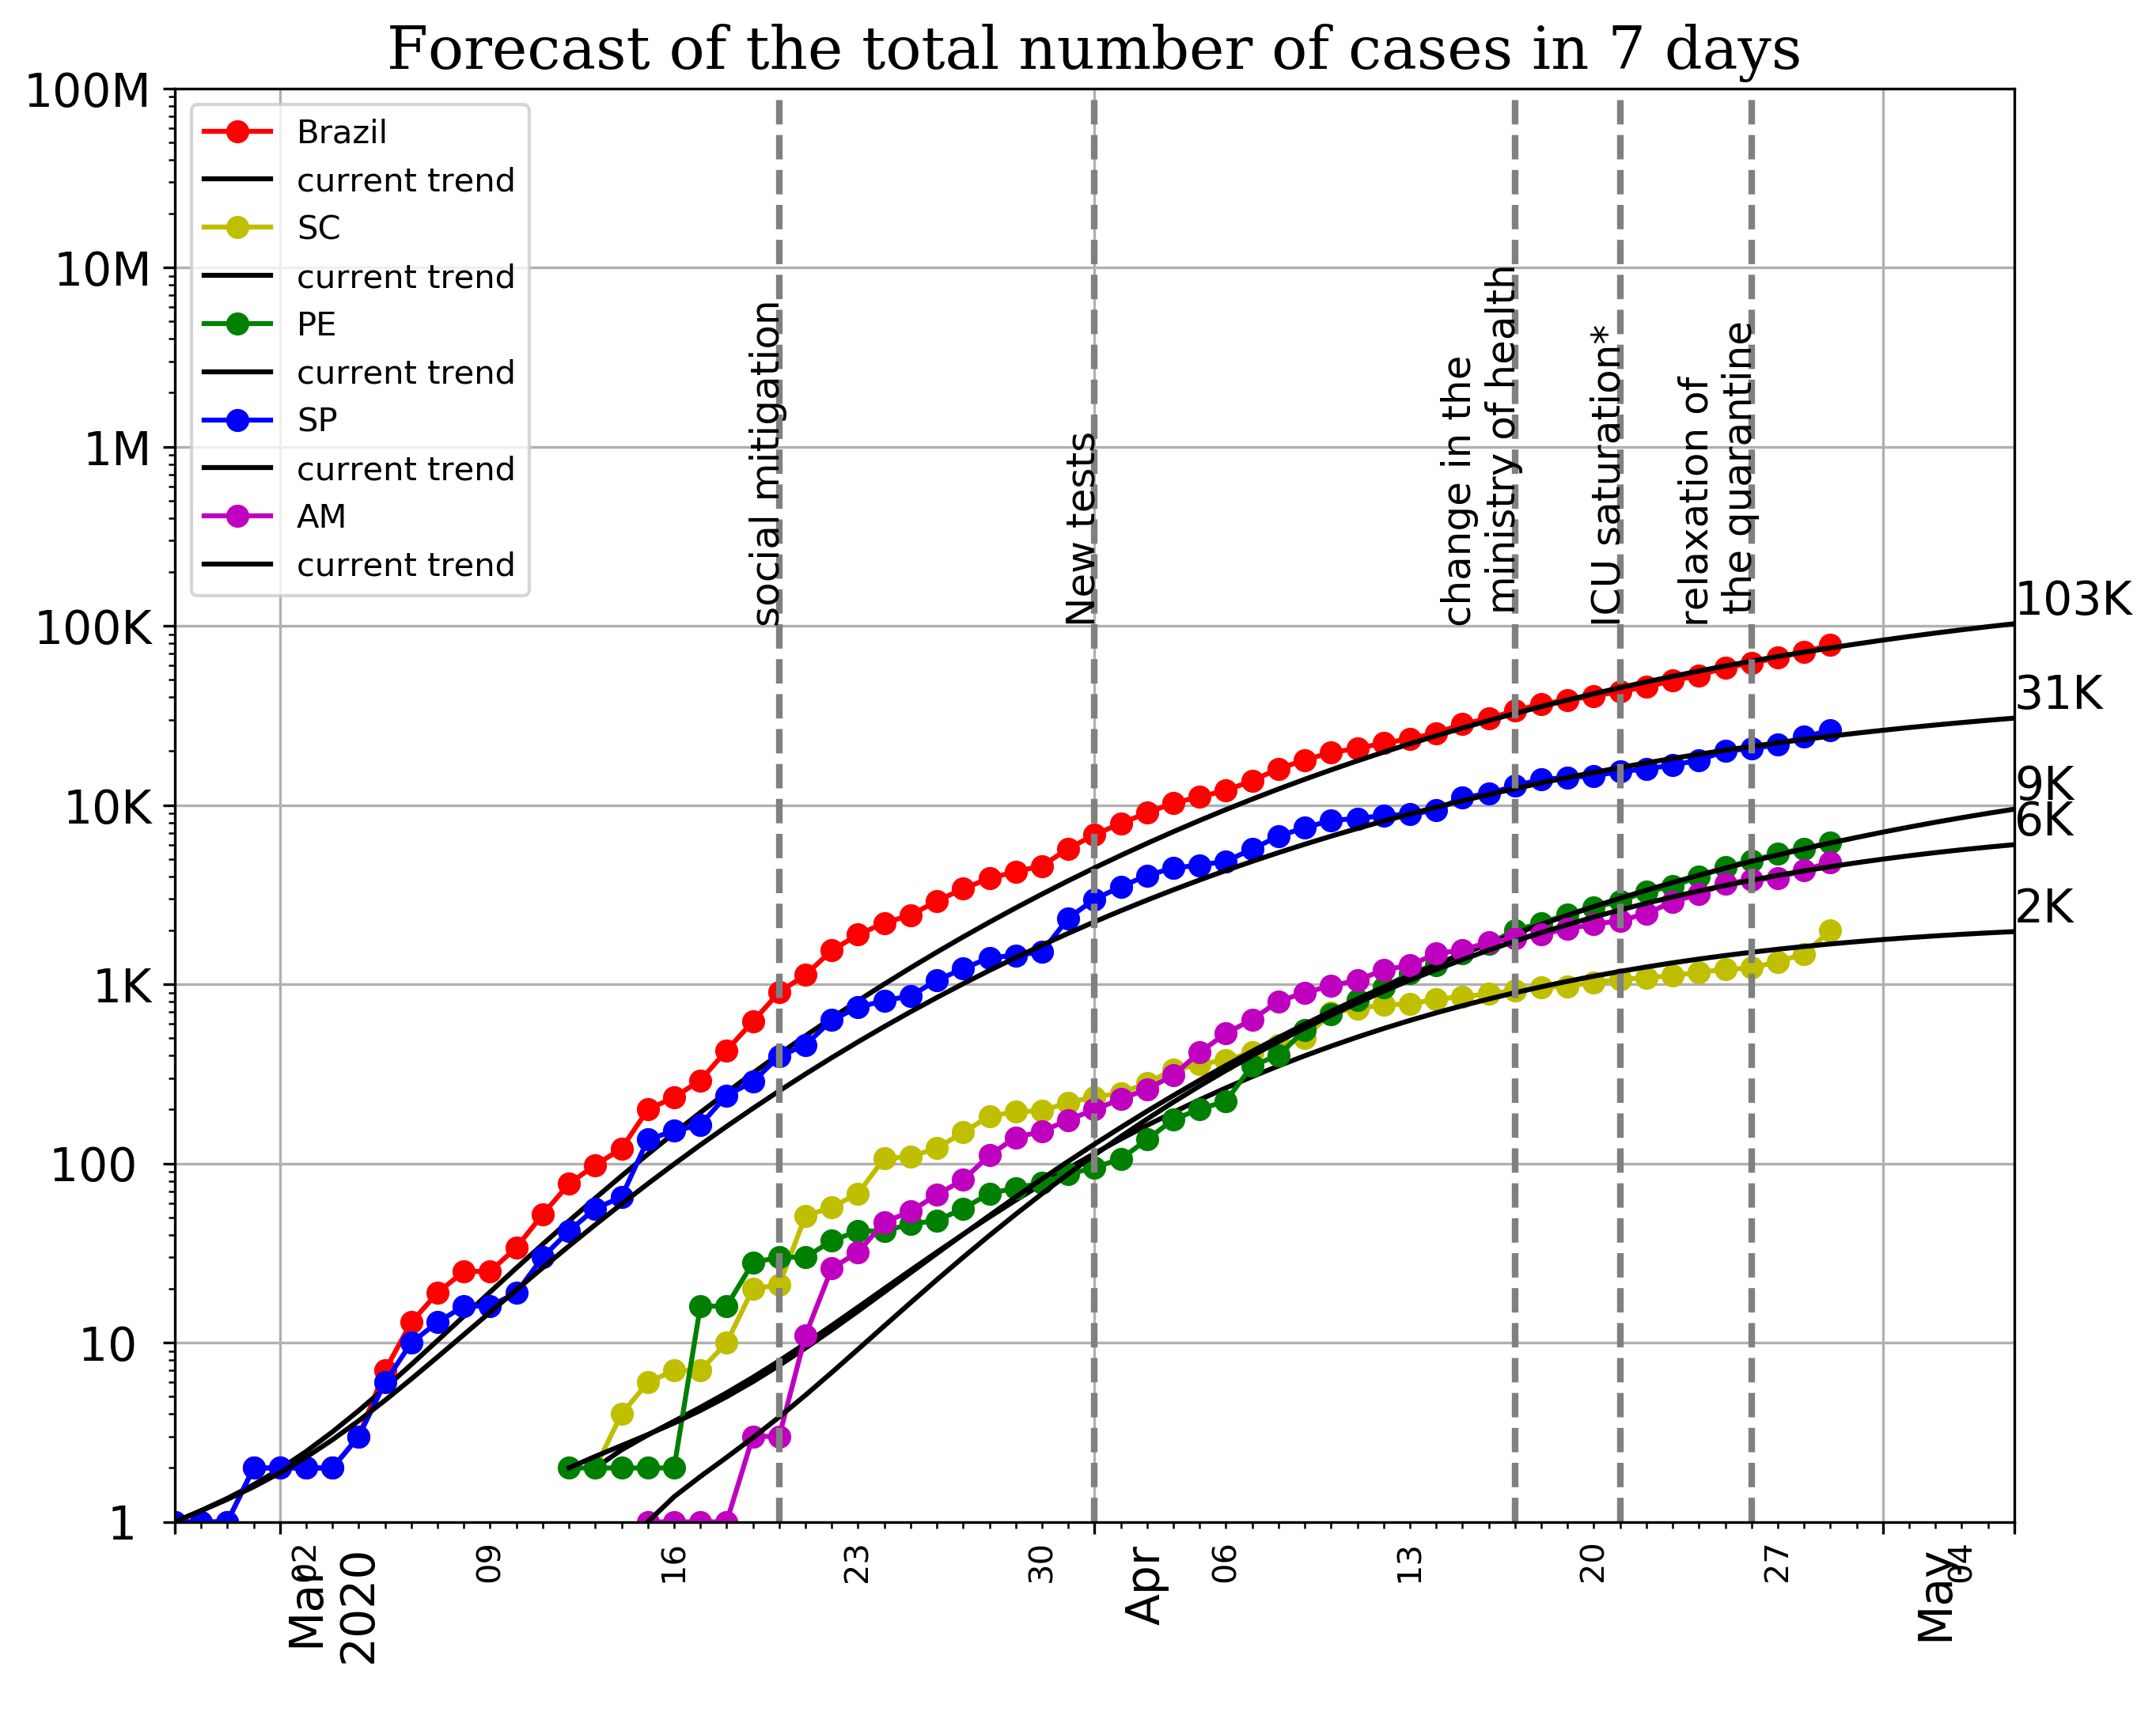 Forecast of the total number of cases in 7 days
100M
10M
1M
100K
10K
1K
100
10
1
Brazil
current trend
SC
current trend
PE
current trend
SP
current trend
AM
current trend
social mitigation
New tests
change in the
ministry of health
ICU saturation*
relaxation of
the quarantine
103K
31K
9K
6K
2K
02
09
16
23
30
06
13
20
27
04
Mar
2020
Apr
May